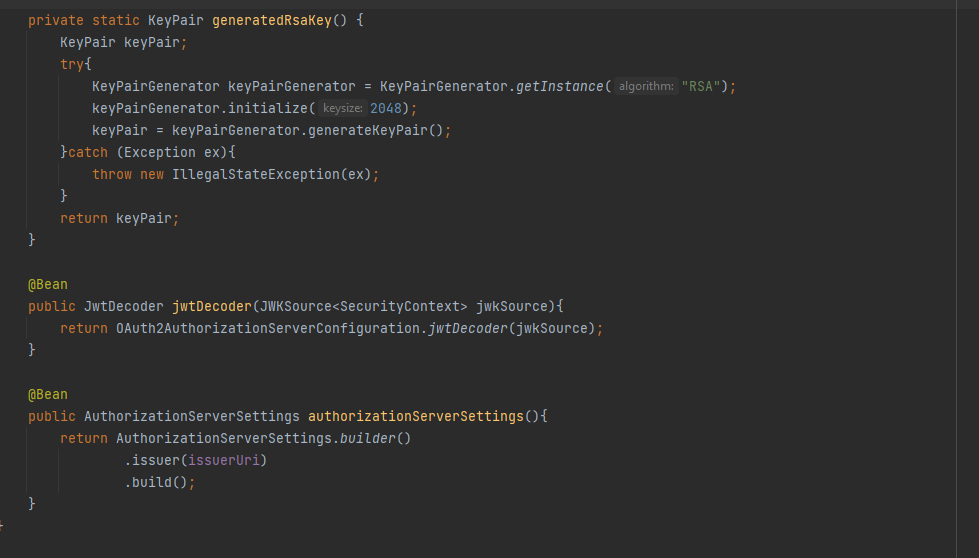 private static KeyPair generatedRsaKey() {
KeyPair keyPair;
try{
KeyPairGenerator keyPairGenerator = KeyPairGenerator.getInstance( algorithm: "RSA");
keyPairGenerator.initialize( keysize: 2048);
keyPair = keyPairGenerator.generateKeyPair();
}catch (Exception ex){
throw new IllegalStateException(ex);
}
return keyPair;
}
@Bean
public JwtDecoder jwtDecoder(JWKSource<SecurityContext> jwkSource){
return OAuth2AuthorizationServerConfiguration.jwtDecoder(jwkSource);
}
@Bean
public AuthorizationServerSettings authorizationServerSettings(){
return AuthorizationServerSettings.builder()
.issuer(issuerUri)
.build();
}
}